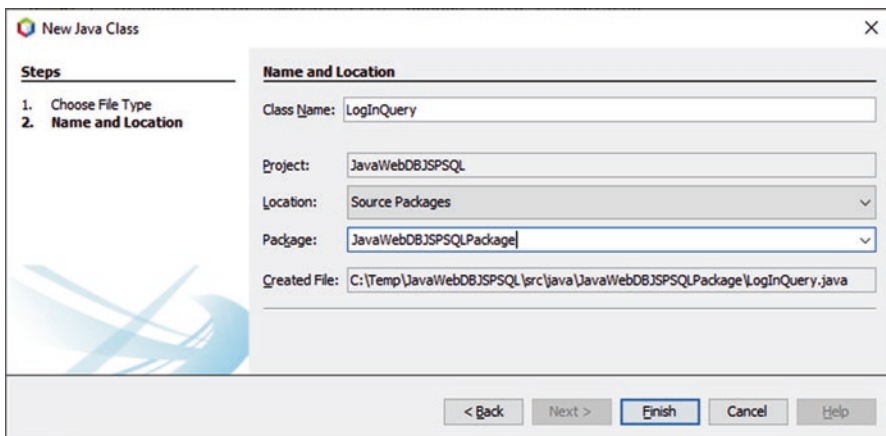 New Java Class
Steps
1. Choose File Type
2. Name and Location
Name and Location
Class Name: LogInQuery
Project: JavaWebDBJSPSQL
Location: Source Packages
Package: JavaWebDBJSPSQLPackage
Created File: C:\Temp\JavaWebDBJSPSQL\src\java\JavaWebDBJSPSQLPackage\LogInQuery.java
< Back Next > Finish Cancel Help